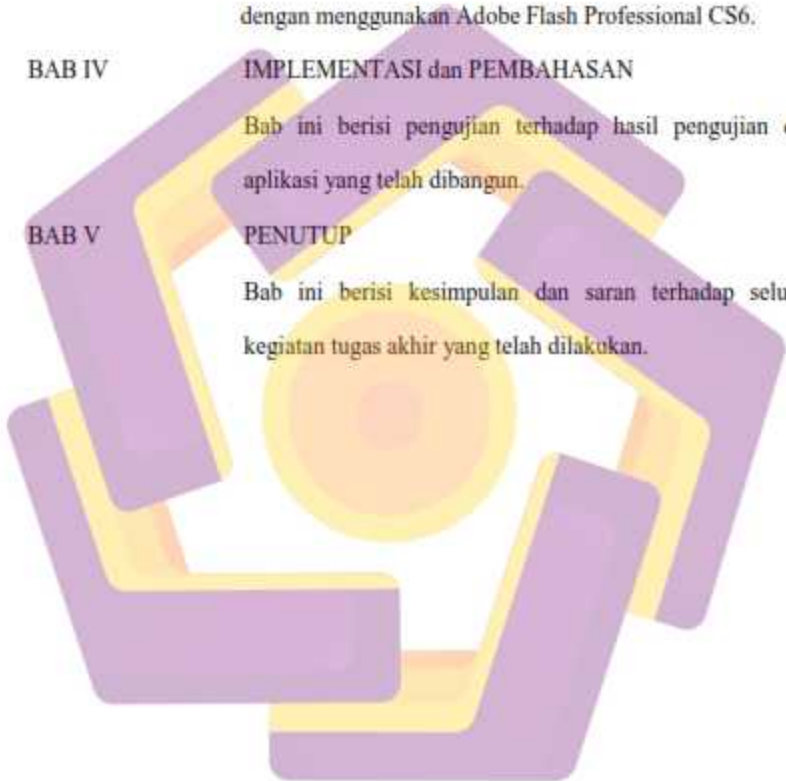 dengan menggunakan Adobe Flash Professional CS6.
BAB IV IMPLEMENTASI dan PEMBAHASAN
Bab ini berisi pengujian terhadap hasil pengujian
aplikasi yang telah dibangun.
BAB V PENUTUP
Bab ini berisi kesimpulan dan saran terhadap
kegiatan tugas akhir yang telah dilakukan.